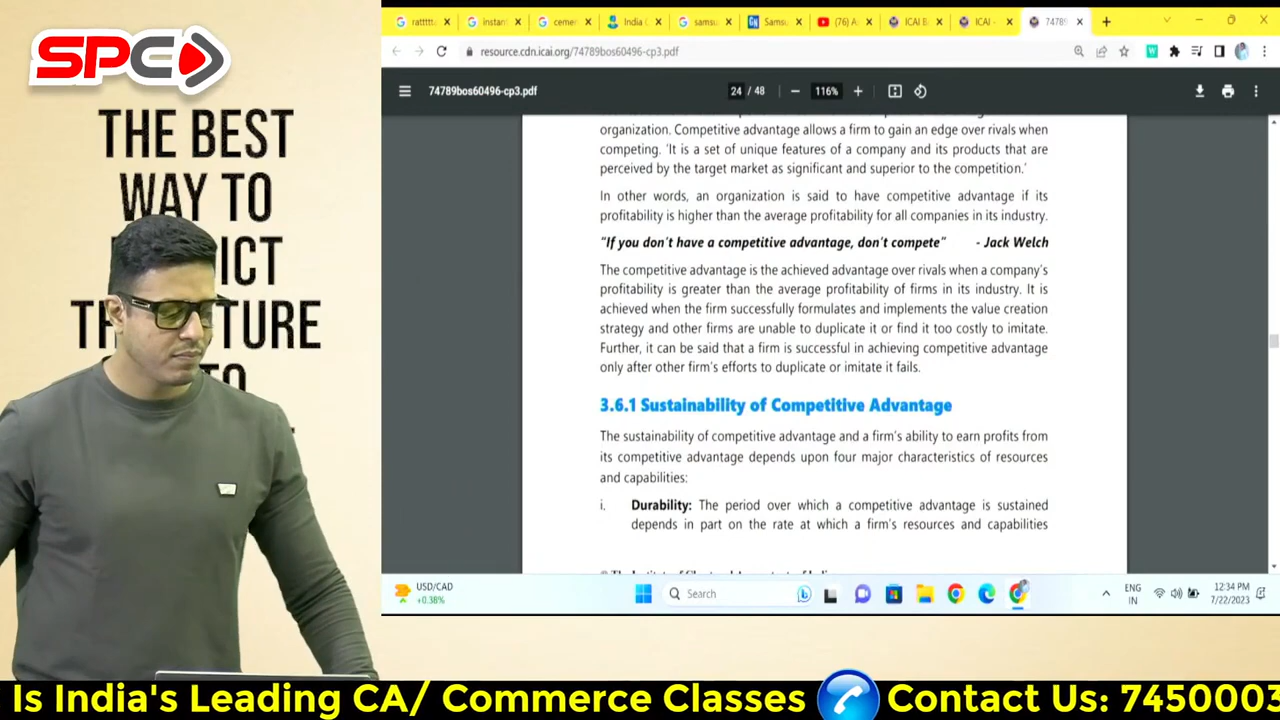 SPC
THE BEST
WAY TO
ICT
TURE
TO
ratttttt
instan
cemen
India (
samsu
Samsu
(76) A
ICAI B
ICAI -
74789
resource.cdn.icai.org/74789bos60496-cp3.pdf
74789bos60496-cp3.pdf
24 / 48
116%
organization. Competitive advantage allows a firm to gain an edge over rivals when
competing. 'It is a set of unique features of a company and its products that are
perceived by the target market as significant and superior to the competition.'
In other words, an organization is said to have competitive advantage if its
profitability is higher than the average profitability for all companies in its industry.
"If you don't have a competitive advantage, don't compete" - Jack Welch
The competitive advantage is the achieved advantage over rivals when a company's
profitability is greater than the average profitability of firms in its industry. It is
achieved when the firm successfully formulates and implements the value creation
strategy and other firms are unable to duplicate it or find it too costly to imitate.
Further, it can be said that a firm is successful in achieving competitive advantage
only after other firm's efforts to duplicate or imitate it fails.
3.6.1 Sustainability of Competitive Advantage
The sustainability of competitive advantage and a firm's ability to earn profits from
its competitive advantage depends upon four major characteristics of resources
and capabilities:
i. Durability: The period over which a competitive advantage is sustained
depends in part on the rate at which a firm's resources and capabilities
USD/CAD
+0.38%
Search
ENG
IN
12:34 PM
7/22/2023
Is India's Leading CA/ Commerce Classes
Contact Us: 7450003